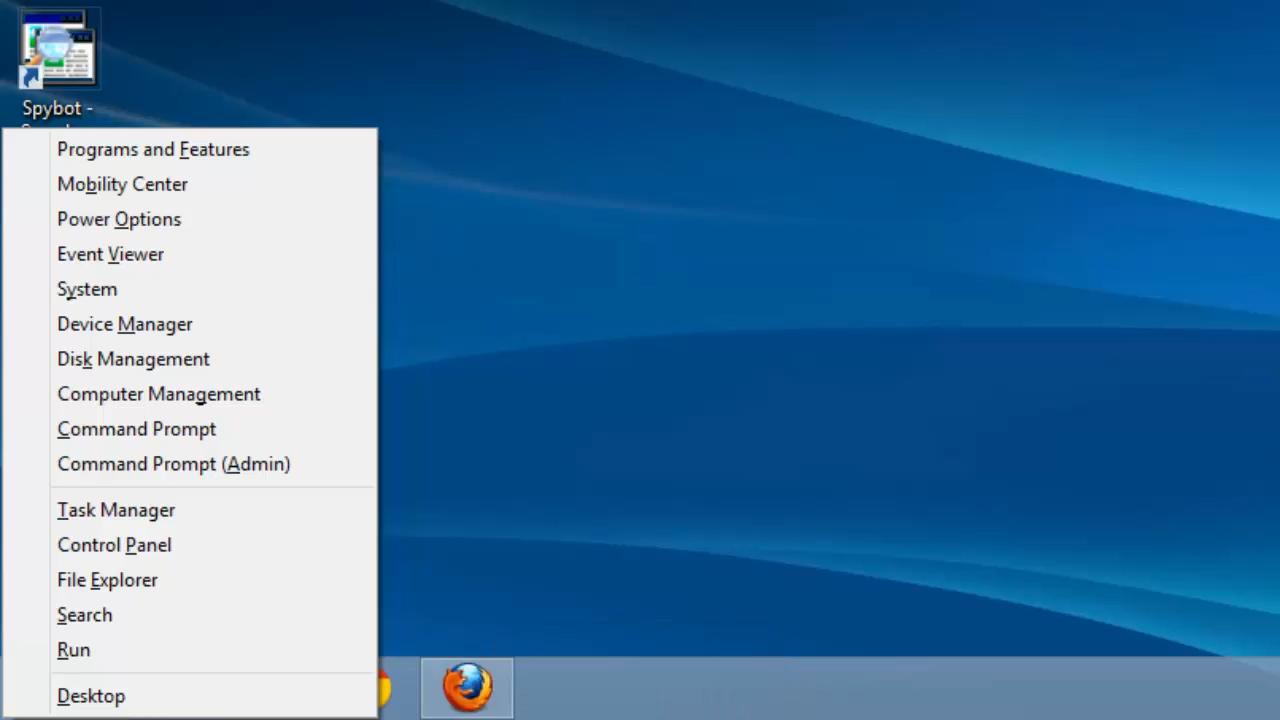 Spybot -
Programs and Features
Mobility Center
Power Options
Event Viewer
System
Device Manager
Disk Management
Computer Management
Command Prompt
Command Prompt (Admin)
Task Manager
Control Panel
File Explorer
Search
Run
Desktop